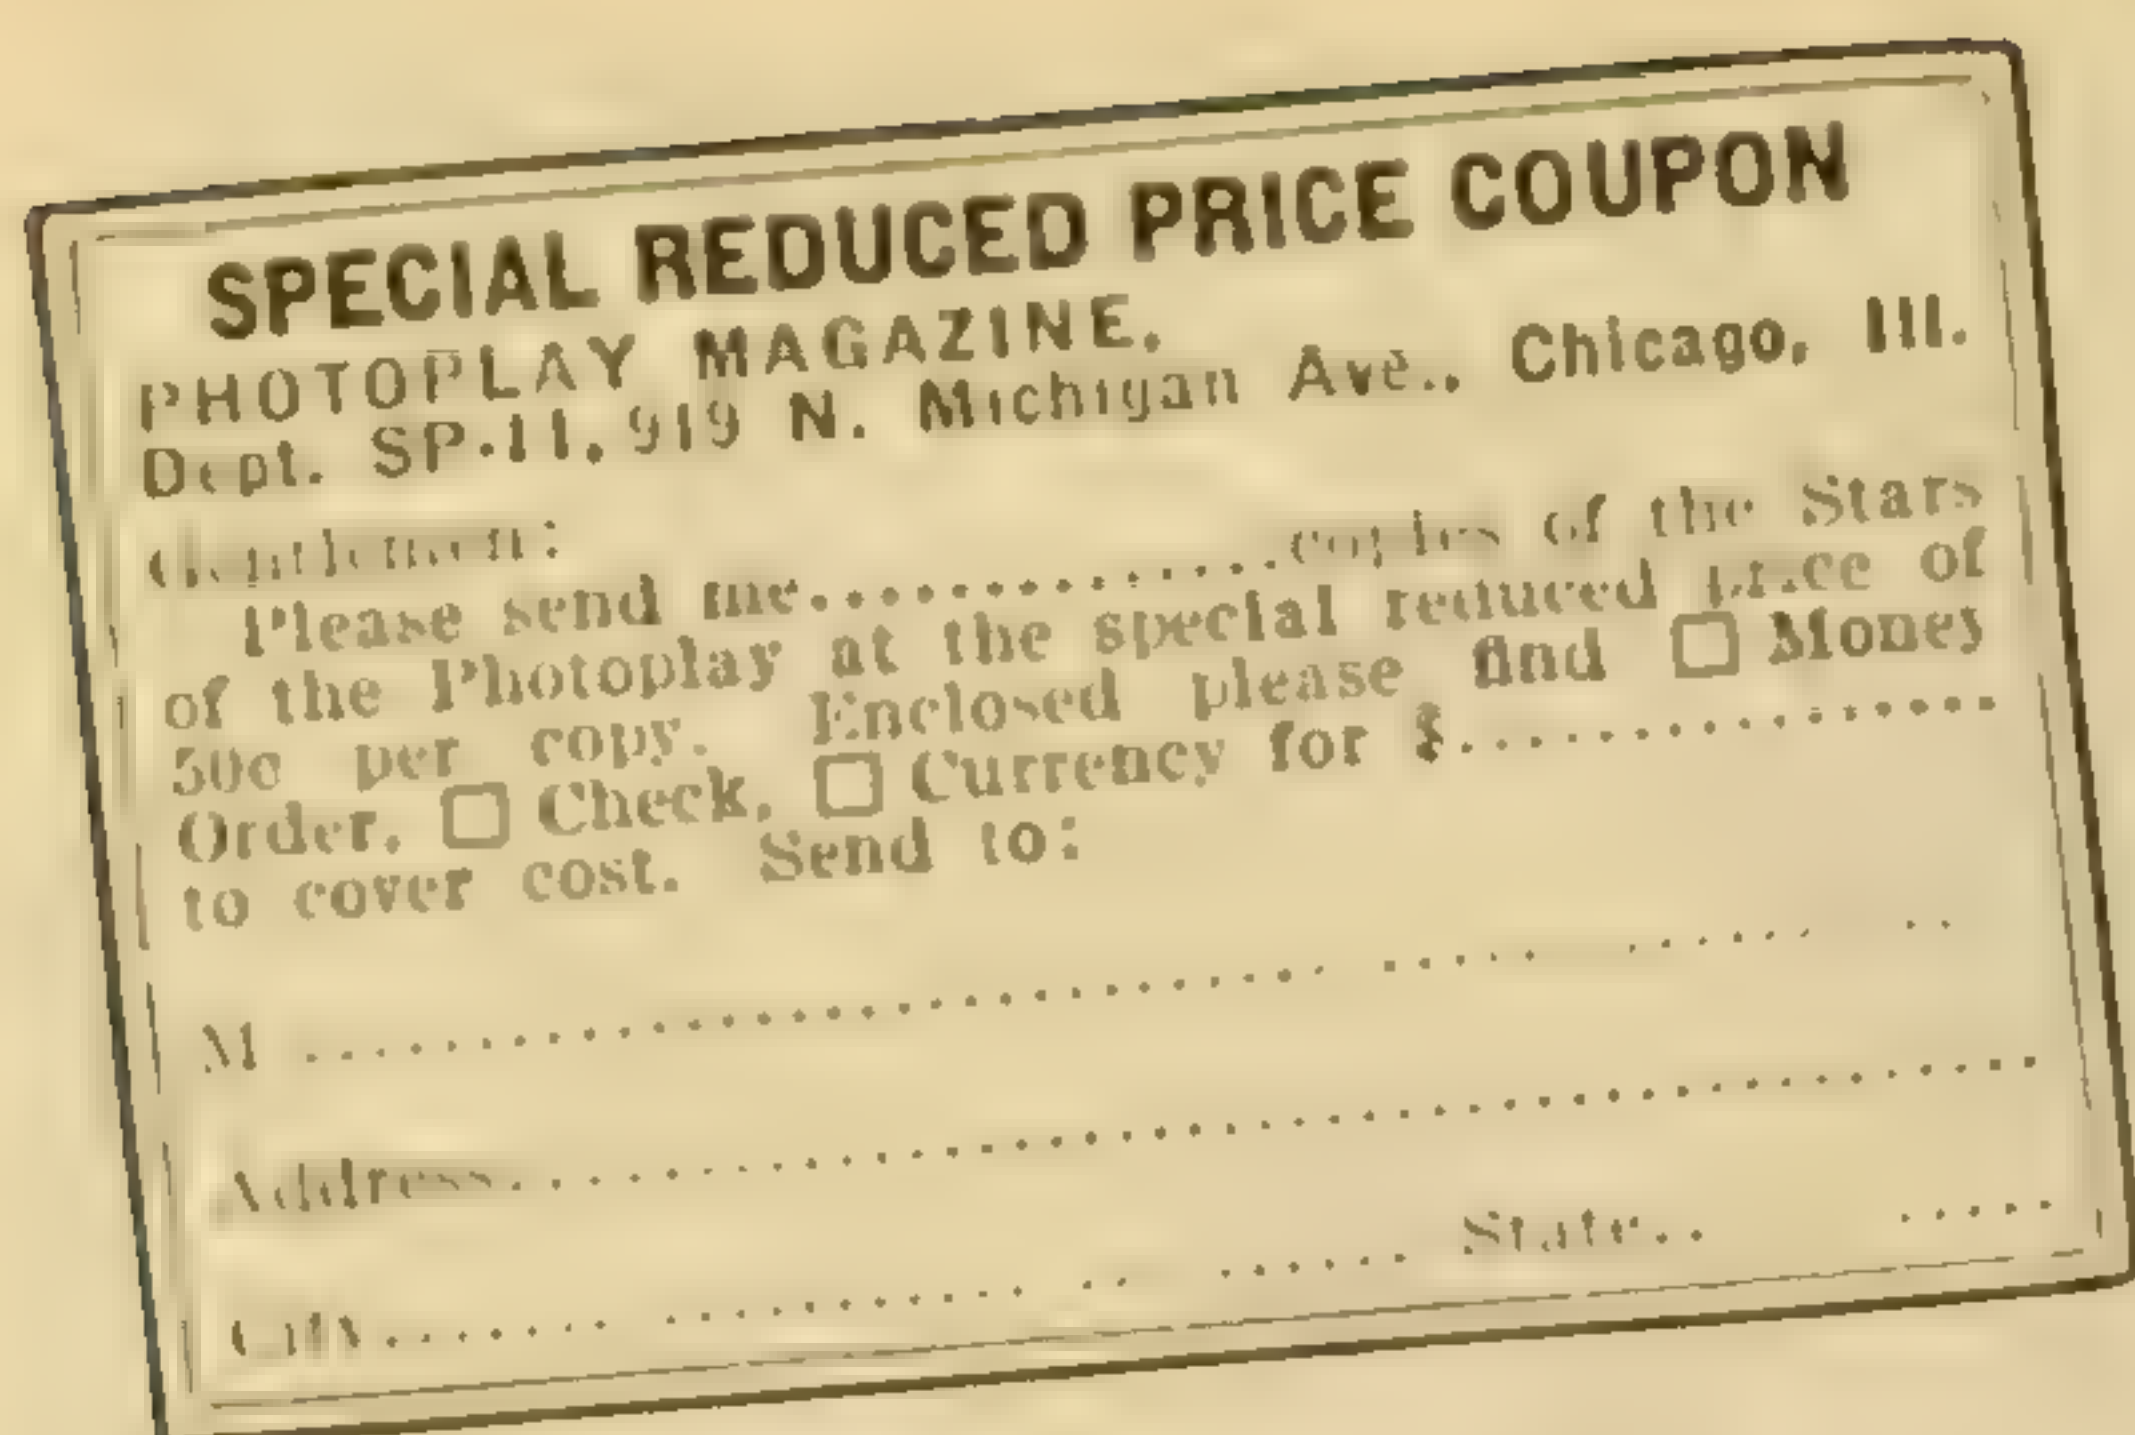 SPECIAL REDUCED PRICE COUPON
PHOTOPLAY MAGAZINE,
Dept. SP-11, 919 N. Michigan Ave., Chicago, Ill.
Gentlemen:
Please send me..............copies of the Stars
of the Photoplay at the special reduced price of
50c per copy. Enclosed please find □ Money
Order, □ Check, □ Currency for $................
to cover cost. Send to:
M ................................................
Address............................................
City.............................. State..........